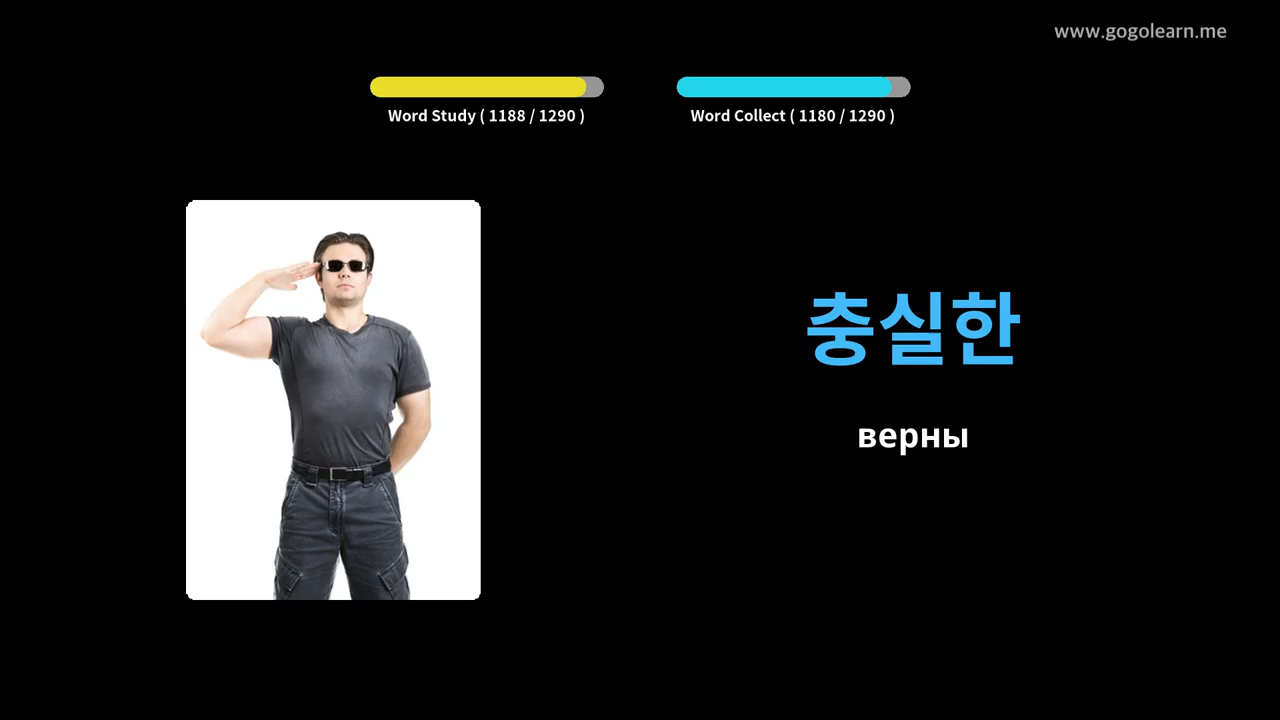 www.gogolearn.me
Word Study ( 1188 / 1290 )
Word Collect ( 1180 / 1290 )
충실한
верны